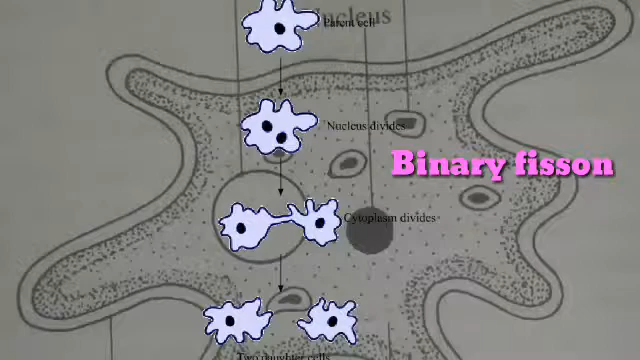 Nucleus
Parent cell
Nucleus divides
Binary fisson
Cytoplasm divides
Two daughter cells